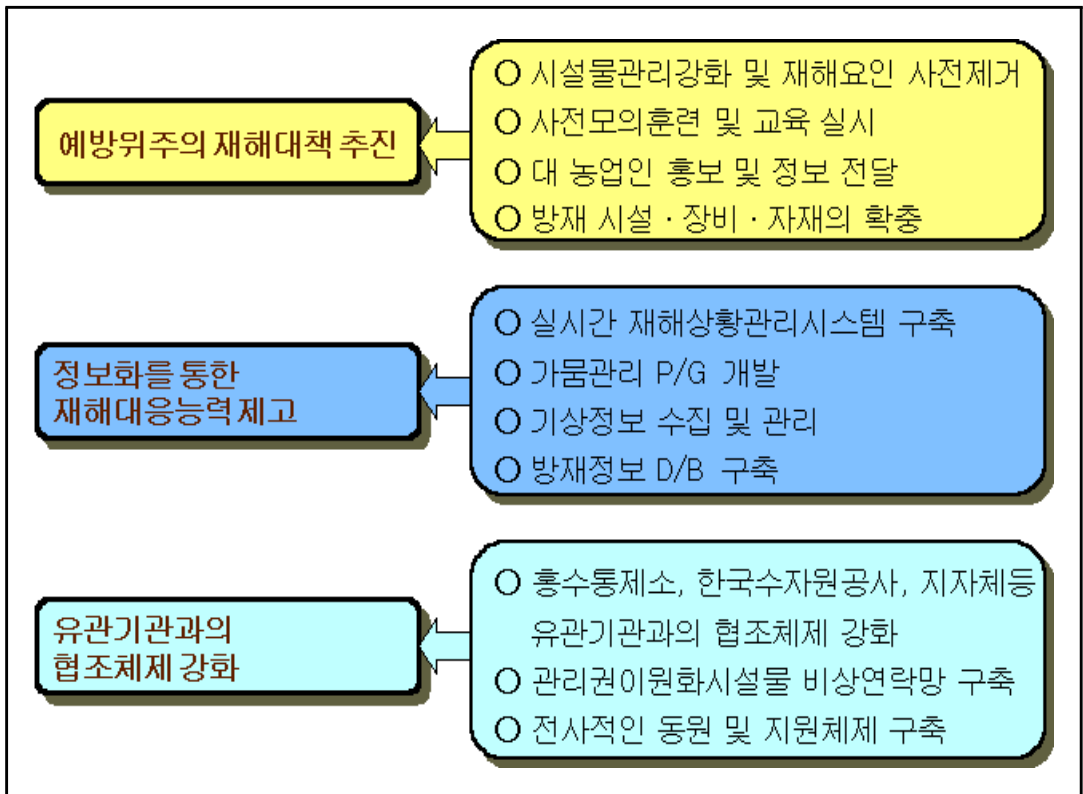 예방위주의 재해대책 추진
○ 시설물관리강화 및 재해요인 사전제거
○ 사전모의훈련 및 교육 실시
○ 대 농업인 홍보 및 정보 전달
○ 방재 시설·장비·자재의 확충
정보화를 통한
재해대응능력 제고
○ 실시간 재해상황관리시스템 구축
○ 가뭄관리 P/G 개발
○ 기상정보 수집 및 관리
○ 방재정보 D/B 구축
유관기관과의
협조체제 강화
○ 홍수통제소, 한국수자원공사, 지자체등
유관기관과의 협조체제 강화
○ 관리권이원화시설물 비상연락망 구축
○ 전사적인 동원 및 지원체제 구축